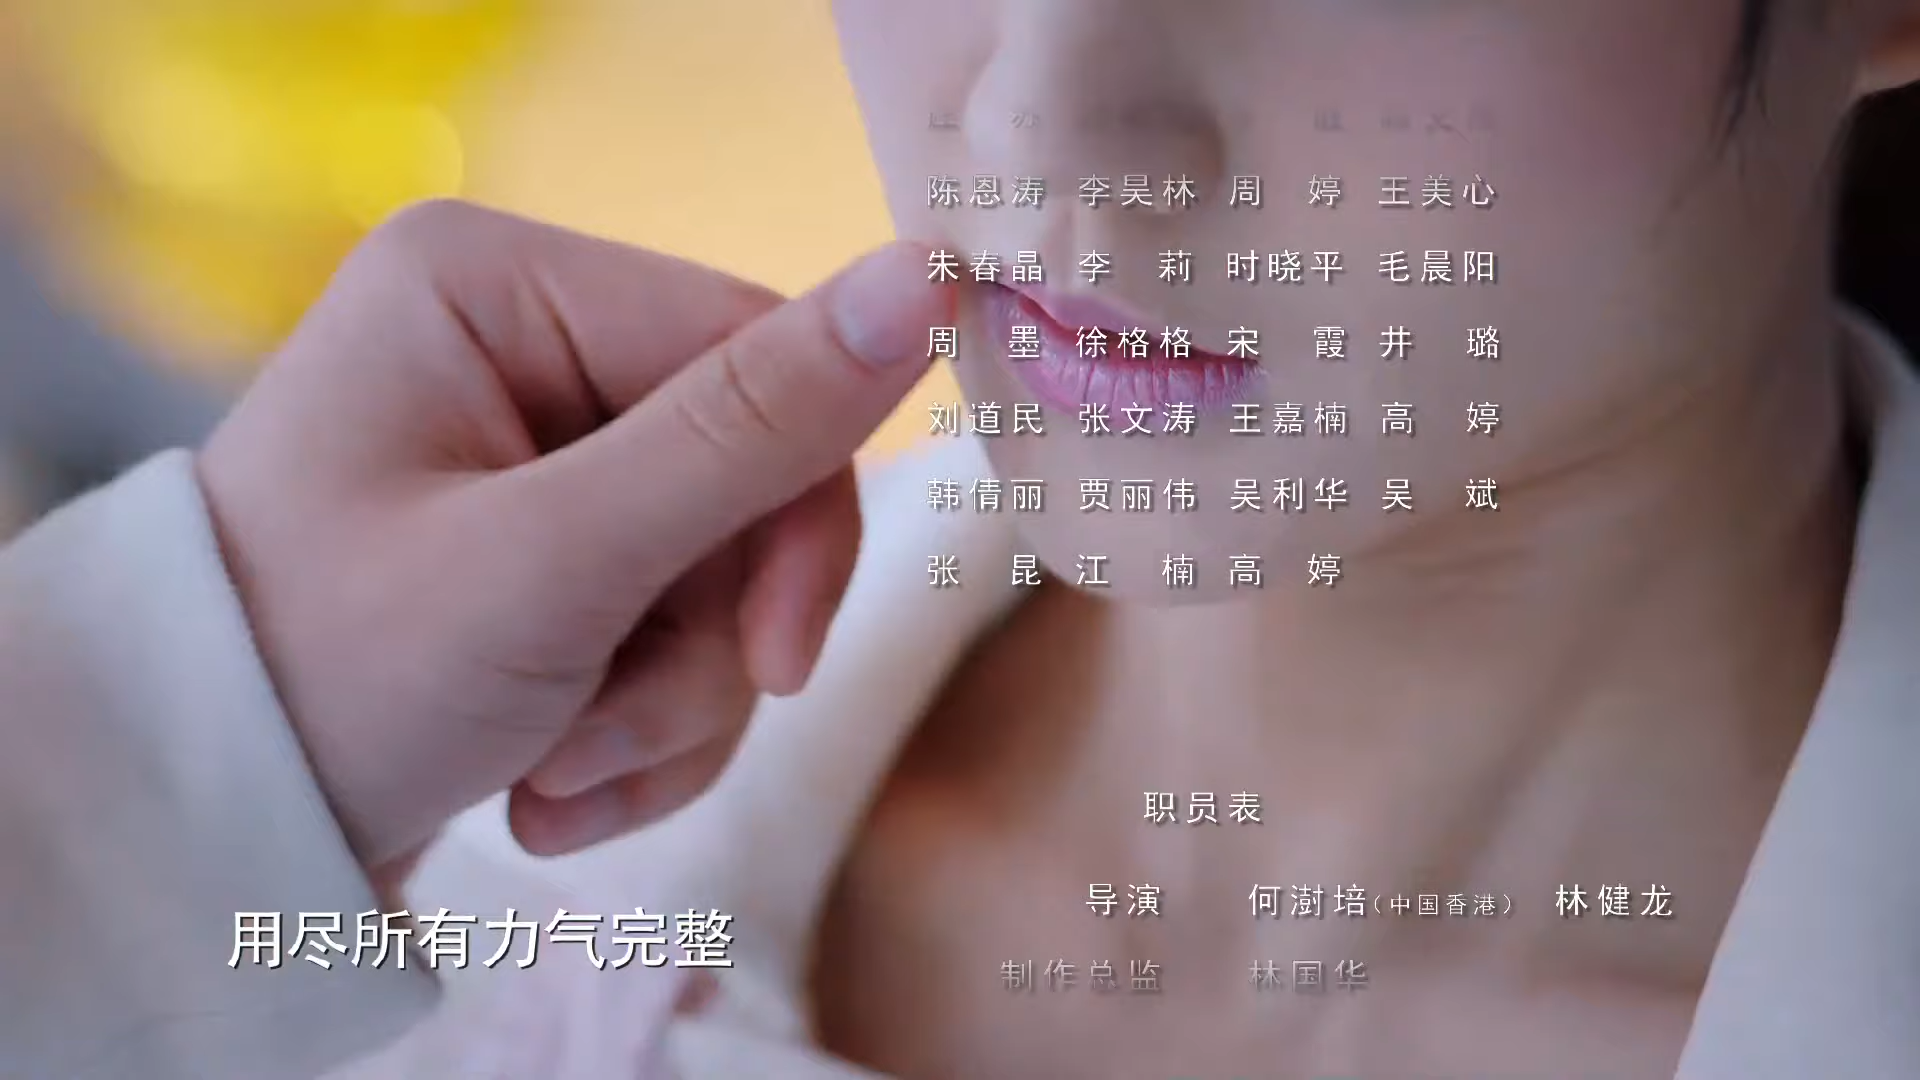 陈恩涛 李昊林 周婷 王美心
朱春晶 李莉 时晓平 毛晨阳
周墨 徐格格 宋霞 井璐
刘道民 张文涛 王嘉楠 高婷
韩倩丽 贾丽伟 吴利华 吴斌
张昆 江楠 高婷
职员表
导演 何澍培(中国香港) 林健龙
制作总监 林国华
用尽所有力气完整